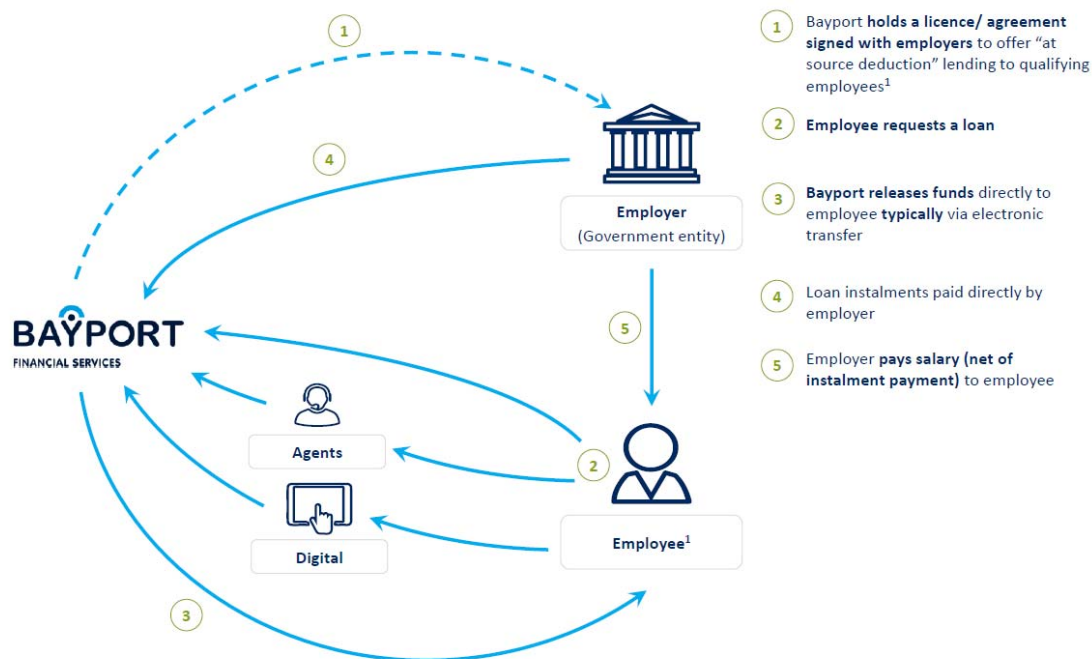 1
1
Bayport holds a licence/ agreement
signed with employers to offer “at
source deduction” lending to qualifying
employees1
2
Employee requests a loan
4
3
Bayport releases funds directly to
employee typically via electronic
transfer
Employer
(Government entity)
4
Loan instalments paid directly by
employer
5
5
Employer pays salary (net of
instalment payment) to employee
BAYPORT
FINANCIAL SERVICES
Agents
2
Digital
Employee1
3